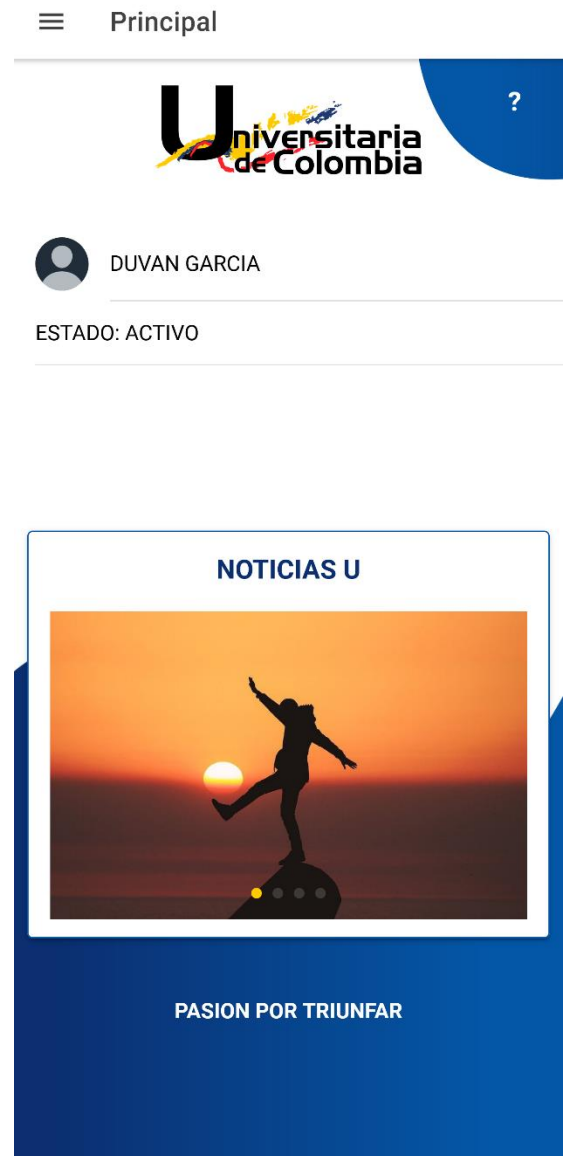 Principal
?
Universitaria
de Colombia
DUVAN GARCIA
ESTADO: ACTIVO
NOTICIAS U
PASION POR TRIUNFAR